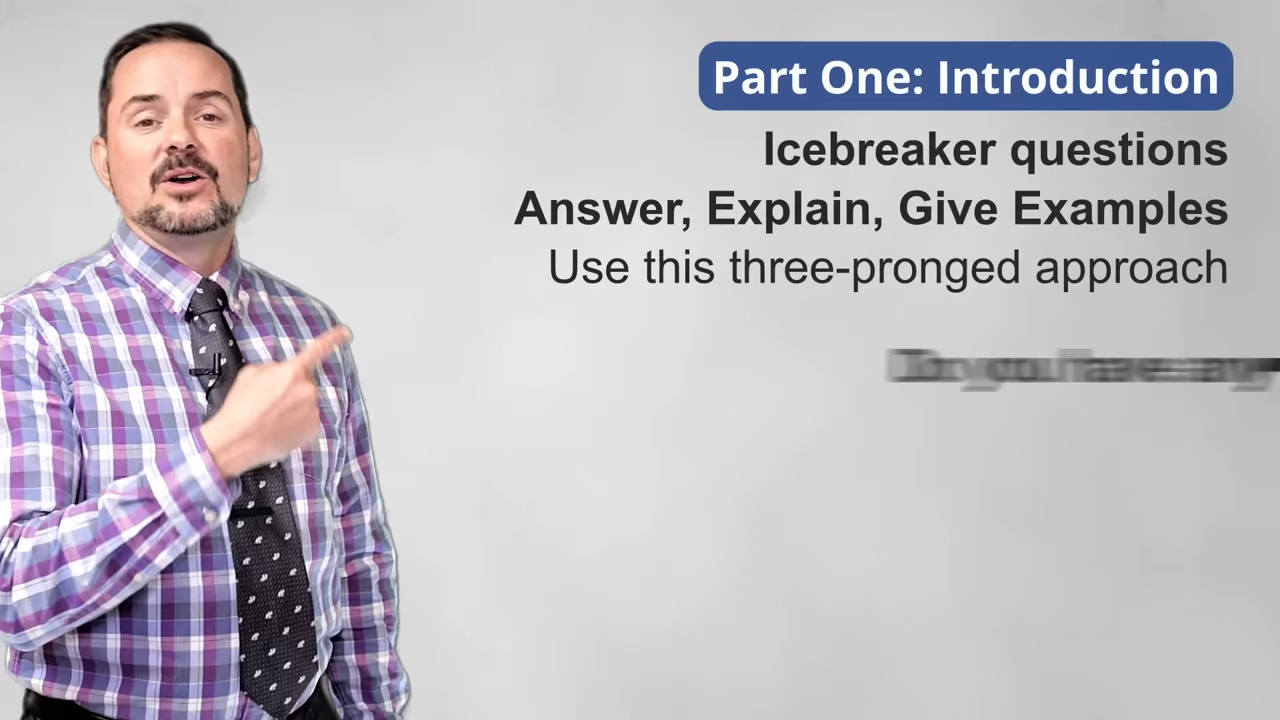 Part One: Introduction
Icebreaker questions
Answer, Explain, Give Examples
Use this three-pronged approach